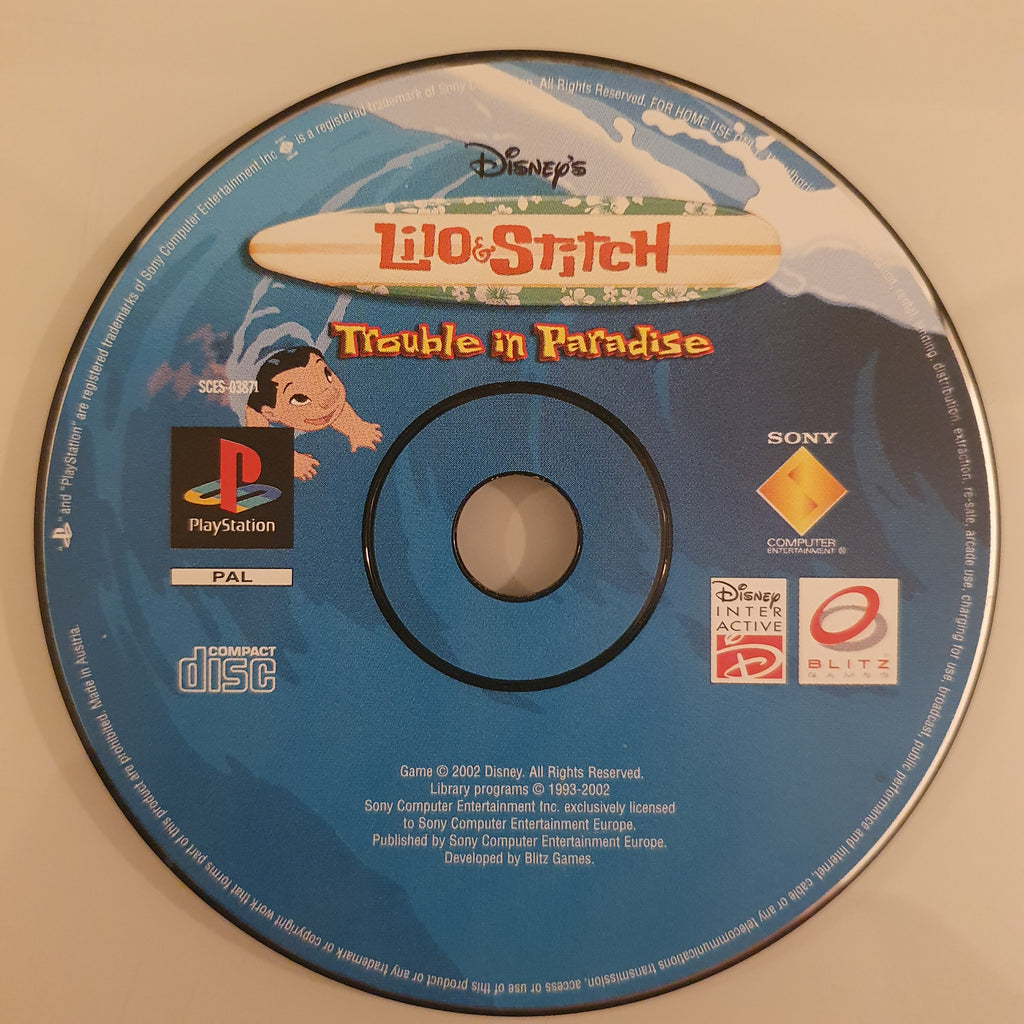 "PS" and "PlayStation" are registered trademarks of Sony Computer Entertainment Inc. is a registered trademark of Sony All Rights Reserved. FOR HOME USE
DISNEY'S
LILO & STITCH
Trouble in Paradise
SCES-03871
PlayStation
PAL
SONY
COMPUTER
ENTERTAINMENT ®
DISNEY
INTER
ACTIVE
BLITZ
GAMES
COMPACT
disc
Game © 2002 Disney. All Rights Reserved.
Library programs © 1993-2002
Sony Computer Entertainment Inc. exclusively licensed
to Sony Computer Entertainment Europe.
Published by Sony Computer Entertainment Europe.
Developed by Blitz Games.
rental, distribution, extraction, re-sale, arcade use, charging for use, broadcast, public performance and internet, cable or any telecommunications transmission, access or use of this product or any trademark or copyright work that forms part of this product are prohibited. Made in Austria.